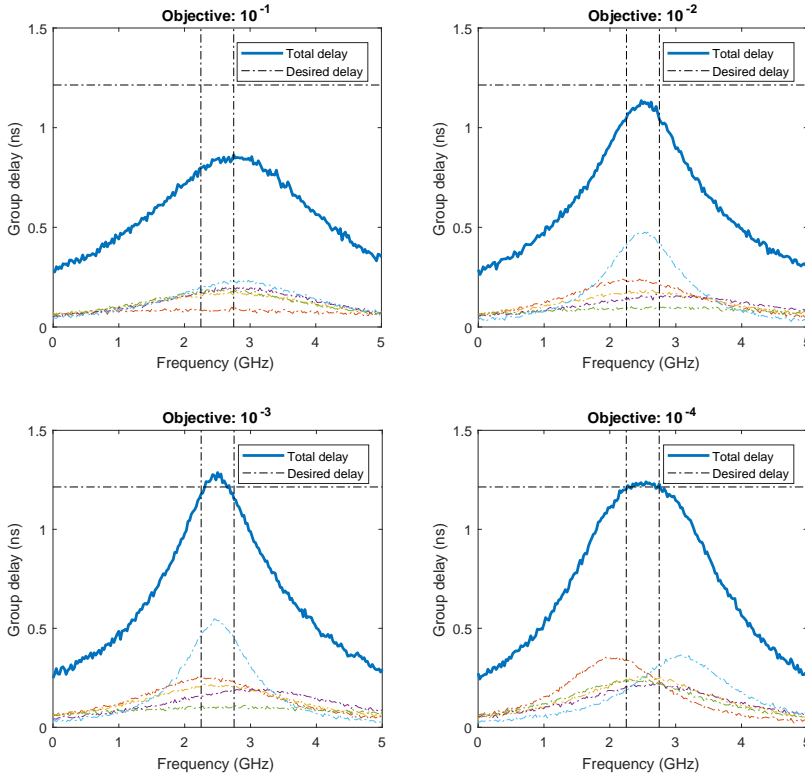 Objective: 10^-1
Total delay
Desired delay
Group delay (ns)
1.5
1
0.5
0
0 1 2 3 4 5
Frequency (GHz)
Objective: 10^-2
Total delay
Desired delay
Group delay (ns)
1.5
1
0.5
0
0 1 2 3 4 5
Frequency (GHz)
Objective: 10^-3
Total delay
Desired delay
Group delay (ns)
1.5
1
0.5
0
0 1 2 3 4 5
Frequency (GHz)
Objective: 10^-4
Total delay
Desired delay
Group delay (ns)
1.5
1
0.5
0
0 1 2 3 4 5
Frequency (GHz)